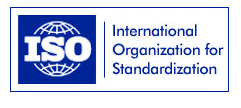 ISO
International
Organization for
Standardization